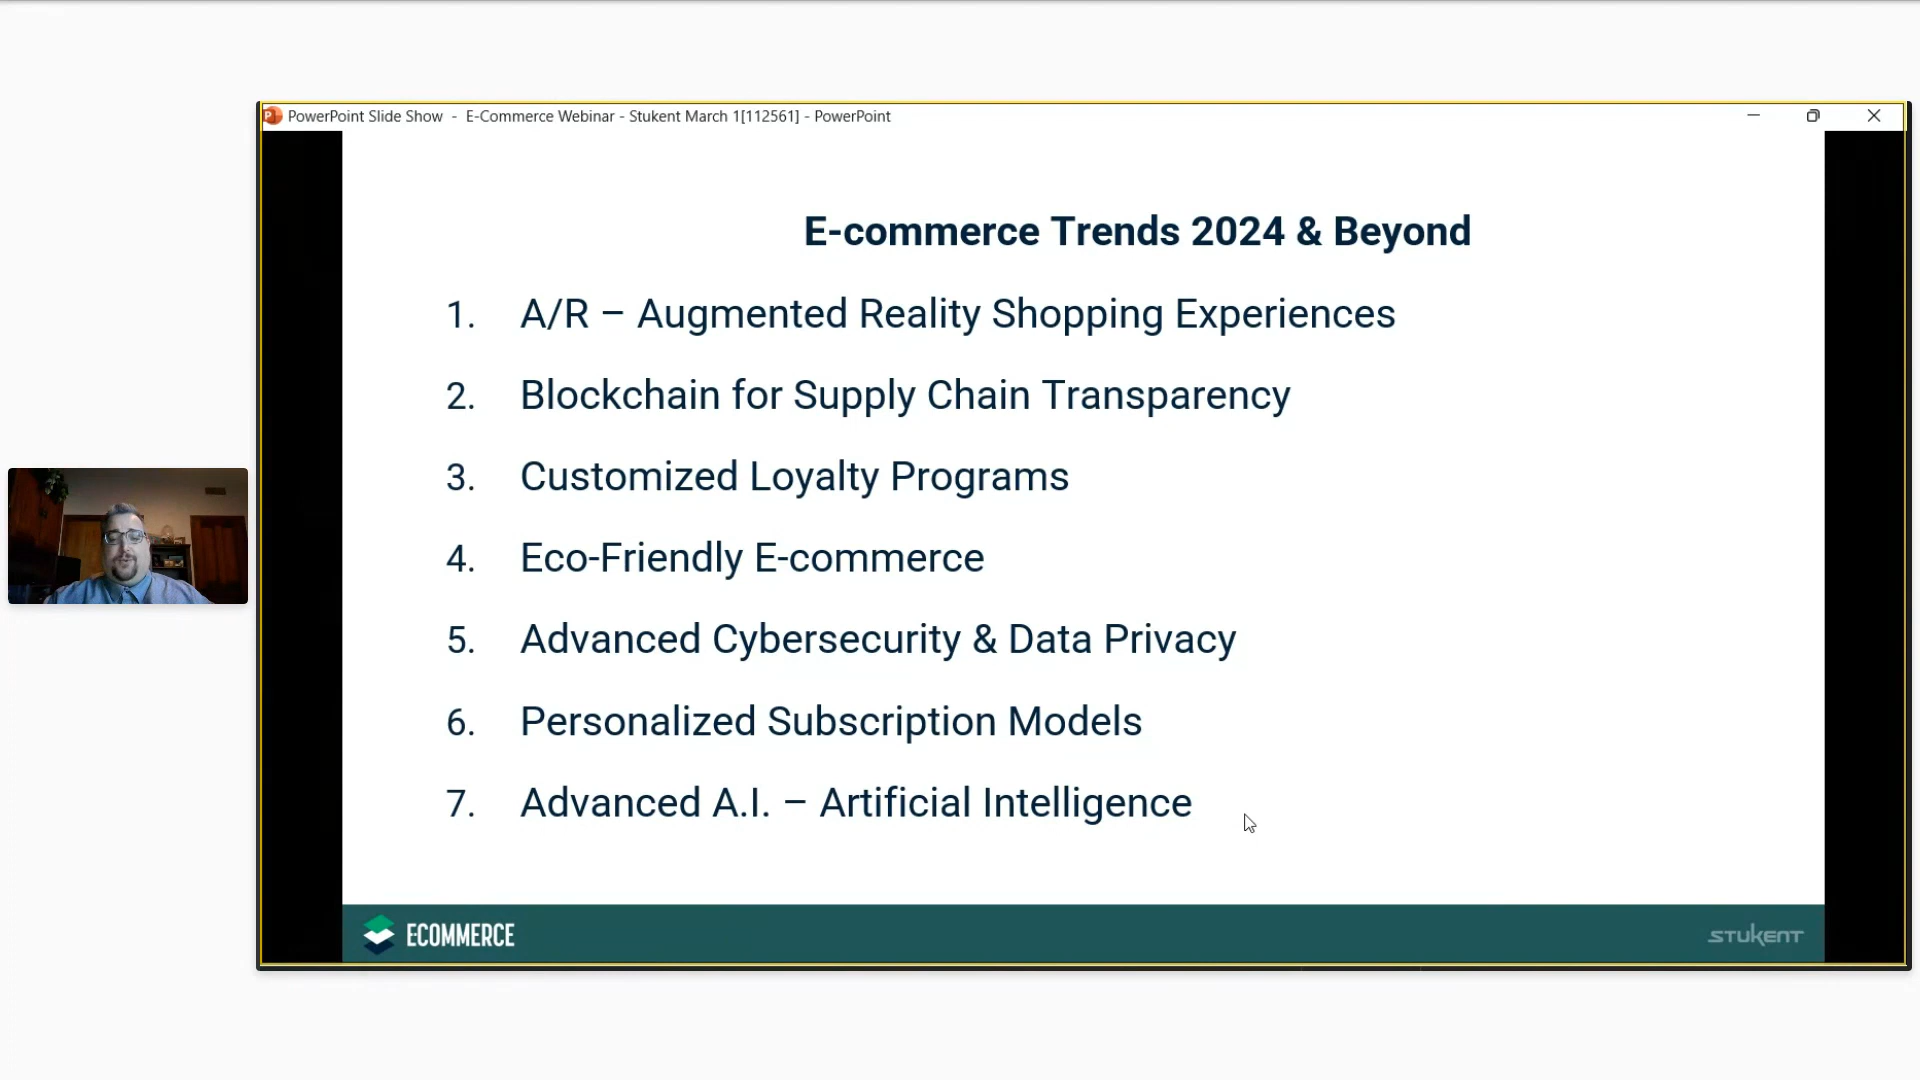 PowerPoint Slide Show - E-Commerce Webinar - Stukent March 1[112561] - PowerPoint
E-commerce Trends 2024 & Beyond
1. A/R – Augmented Reality Shopping Experiences
2. Blockchain for Supply Chain Transparency
3. Customized Loyalty Programs
4. Eco-Friendly E-commerce
5. Advanced Cybersecurity & Data Privacy
6. Personalized Subscription Models
7. Advanced A.I. – Artificial Intelligence
ECOMMERCE
STUKENT